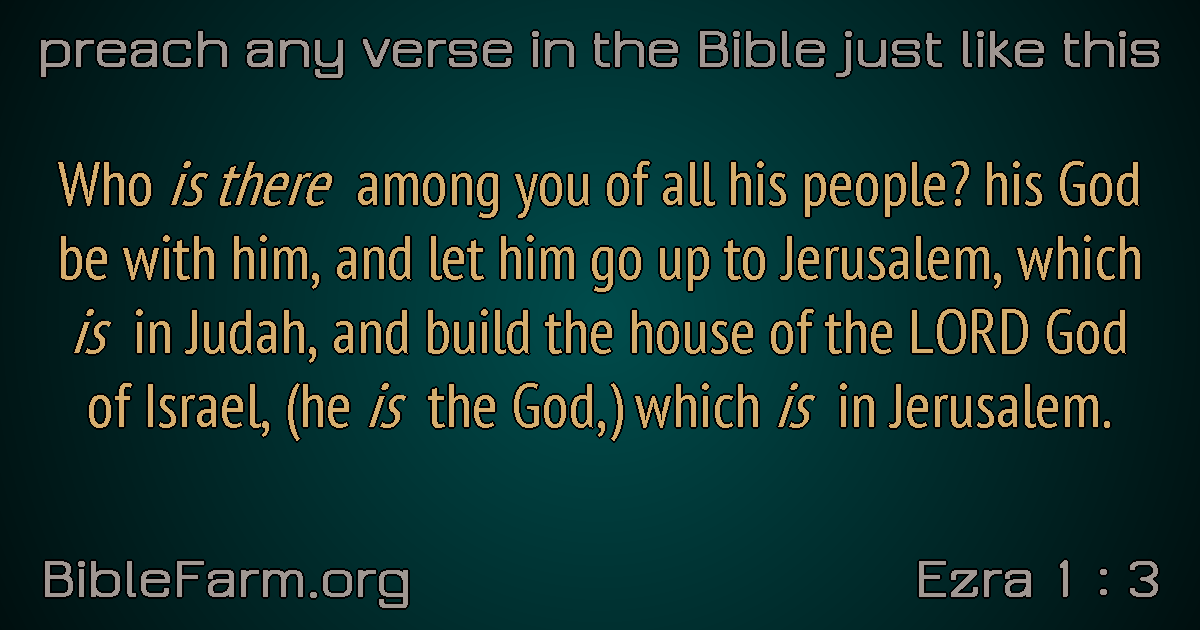 preach any verse in the Bible just like this
Who is there among you of all his people? his God
be with him, and let him go up to Jerusalem, which
is in Judah, and build the house of the LORD God
of Israel, (he is the God,) which is in Jerusalem.
BibleFarm.org
Ezra 1 : 3